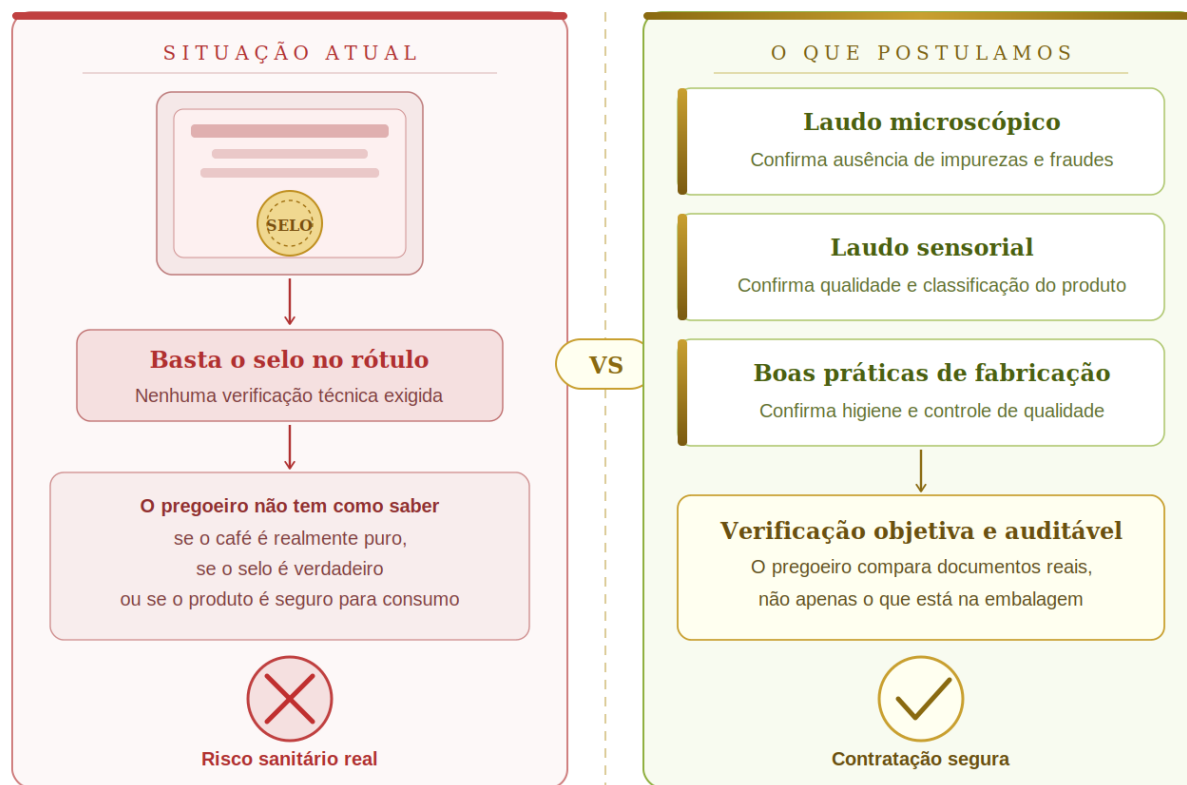 SITUAÇÃO ATUAL
SELO
Basta o selo no rótulo
Nenhuma verificação técnica exigida
O pregoeiro não tem como saber
se o café é realmente puro,
se o selo é verdadeiro
ou se o produto é seguro para consumo
Risco sanitário real
VS
O QUE POSTULAMOS
Laudo microscópico
Confirma ausência de impurezas e fraudes
Laudo sensorial
Confirma qualidade e classificação do produto
Boas práticas de fabricação
Confirma higiene e controle de qualidade
Verificação objetiva e auditável
O pregoeiro compara documentos reais,
não apenas o que está na embalagem
Contratação segura